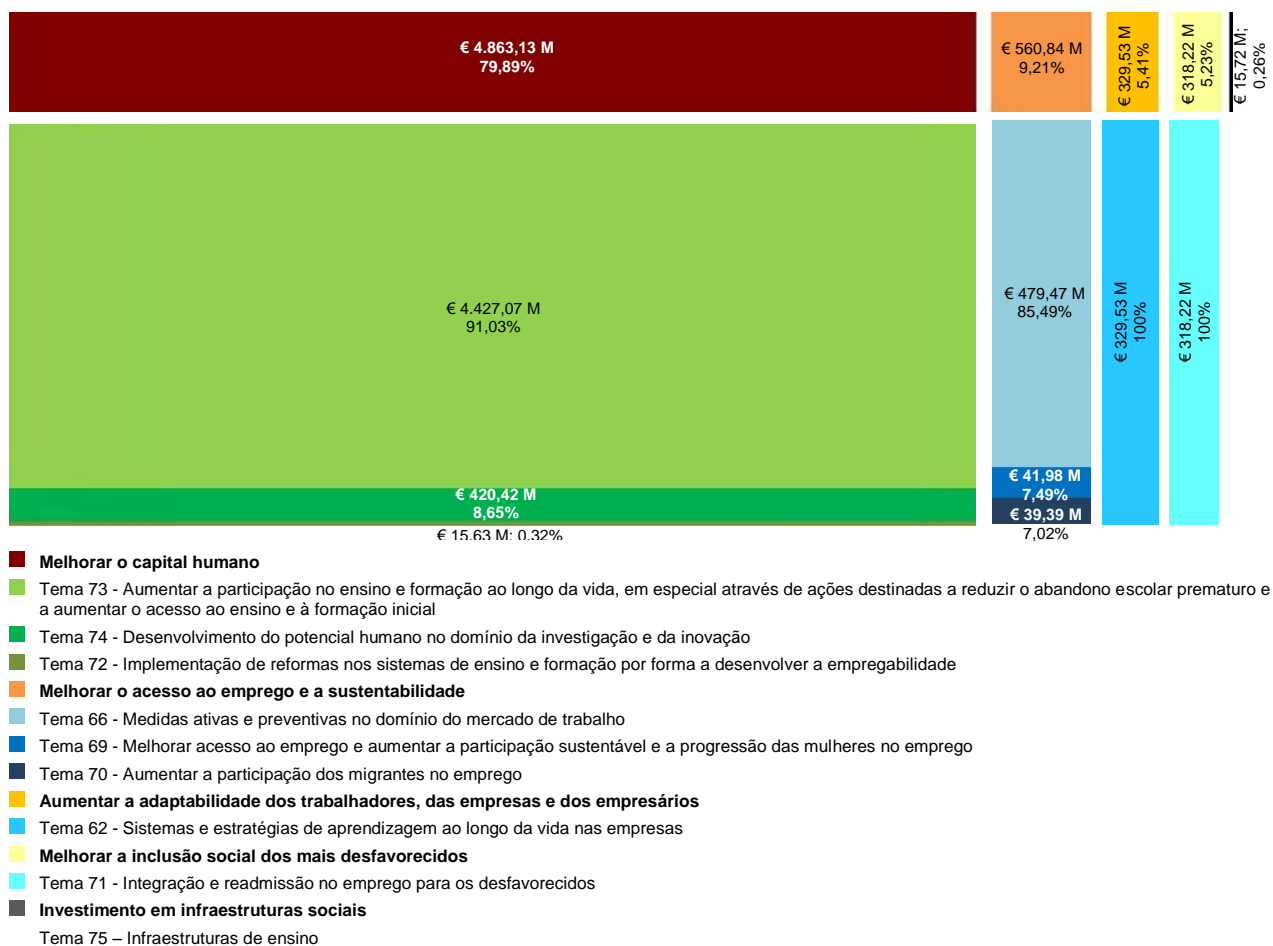 € 4.863,13 M
79,89%
€ 560,84 M
9,21%
€ 329,53 M
5,41%
€ 318,22 M
5,23%
€ 15,72 M;
0,26%
€ 4.427,07 M
91,03%
€ 479,47 M
85,49%
€ 329,53 M
100%
€ 318,22 M
100%
€ 420,42 M
8,65%
€ 15,63 M; 0,32%
€ 41,98 M
7,49%
€ 39,39 M
7,02%
Melhorar o capital humano
Tema 73 - Aumentar a participação no ensino e formação ao longo da vida, em especial através de ações destinadas a reduzir o abandono escolar prematuro e
a aumentar o acesso ao ensino e à formação inicial
Tema 74 - Desenvolvimento do potencial humano no domínio da investigação e da inovação
Tema 72 - Implementação de reformas nos sistemas de ensino e formação por forma a desenvolver a empregabilidade
Melhorar o acesso ao emprego e a sustentabilidade
Tema 66 - Medidas ativas e preventivas no domínio do mercado de trabalho
Tema 69 - Melhorar acesso ao emprego e aumentar a participação sustentável e a progressão das mulheres no emprego
Tema 70 - Aumentar a participação dos migrantes no emprego
Aumentar a adaptabilidade dos trabalhadores, das empresas e dos empresários
Tema 62 - Sistemas e estratégias de aprendizagem ao longo da vida nas empresas
Melhorar a inclusão social dos mais desfavorecidos
Tema 71 - Integração e readmissão no emprego para os desfavorecidos
Investimento em infraestruturas sociais
Tema 75 – Infraestruturas de ensino